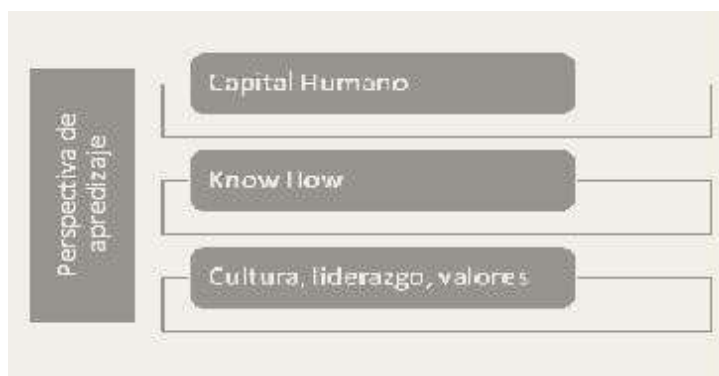 Perspectiva de
apredizaje
Capital Humano
Know How
Cultura, liderazgo, valores